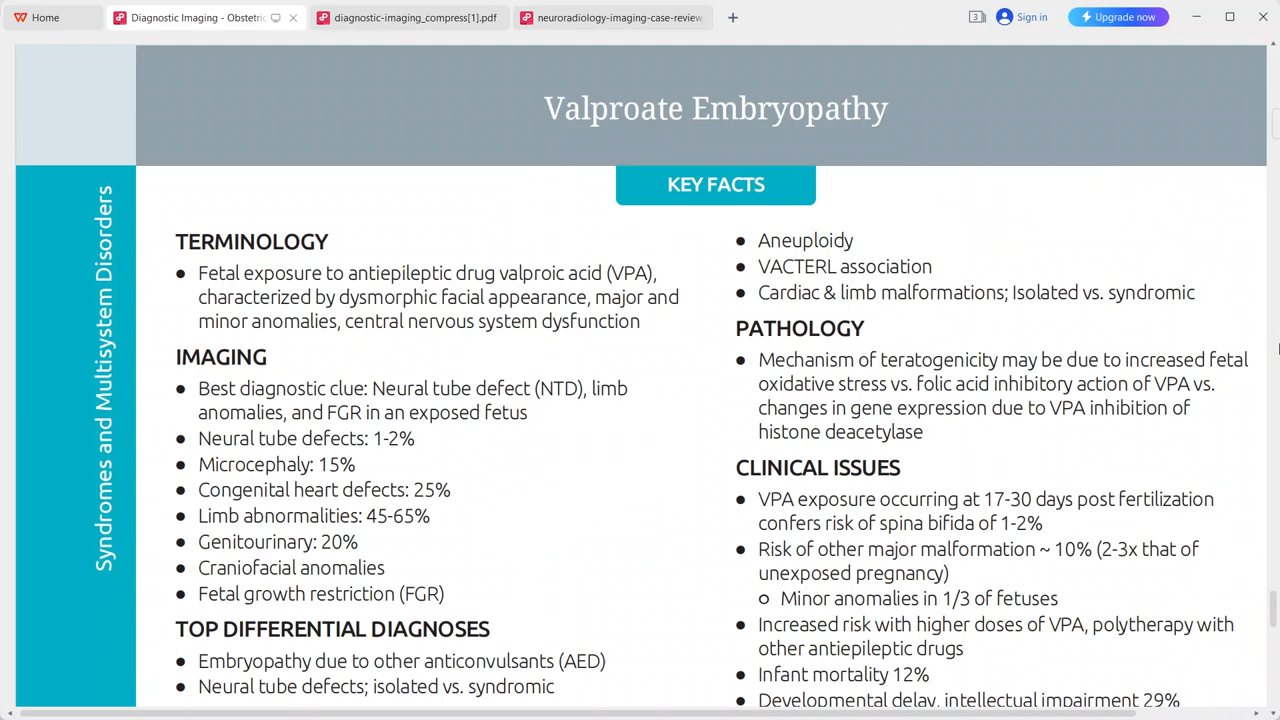 Home
Diagnostic Imaging - Obstetric
diagnostic-imaging_compress[1].pdf
neuroradiology-imaging-case-review
3
Sign in
Upgrade now
Valproate Embryopathy
Syndromes and Multisystem Disorders
KEY FACTS
TERMINOLOGY
● Fetal exposure to antiepileptic drug valproic acid (VPA),
characterized by dysmorphic facial appearance, major and
minor anomalies, central nervous system dysfunction
IMAGING
● Best diagnostic clue: Neural tube defect (NTD), limb
anomalies, and FGR in an exposed fetus
● Neural tube defects: 1-2%
● Microcephaly: 15%
● Congenital heart defects: 25%
● Limb abnormalities: 45-65%
● Genitourinary: 20%
● Craniofacial anomalies
● Fetal growth restriction (FGR)
TOP DIFFERENTIAL DIAGNOSES
● Embryopathy due to other anticonvulsants (AED)
● Neural tube defects; isolated vs. syndromic
● Aneuploidy
● VACTERL association
● Cardiac & limb malformations; Isolated vs. syndromic
PATHOLOGY
● Mechanism of teratogenicity may be due to increased fetal
oxidative stress vs. folic acid inhibitory action of VPA vs.
changes in gene expression due to VPA inhibition of
histone deacetylase
CLINICAL ISSUES
● VPA exposure occurring at 17-30 days post fertilization
confers risk of spina bifida of 1-2%
● Risk of other major malformation ~ 10% (2-3x that of
unexposed pregnancy)
○ Minor anomalies in 1/3 of fetuses
● Increased risk with higher doses of VPA, polytherapy with
other antiepileptic drugs
● Infant mortality 12%
● Developmental delay, intellectual impairment 29%